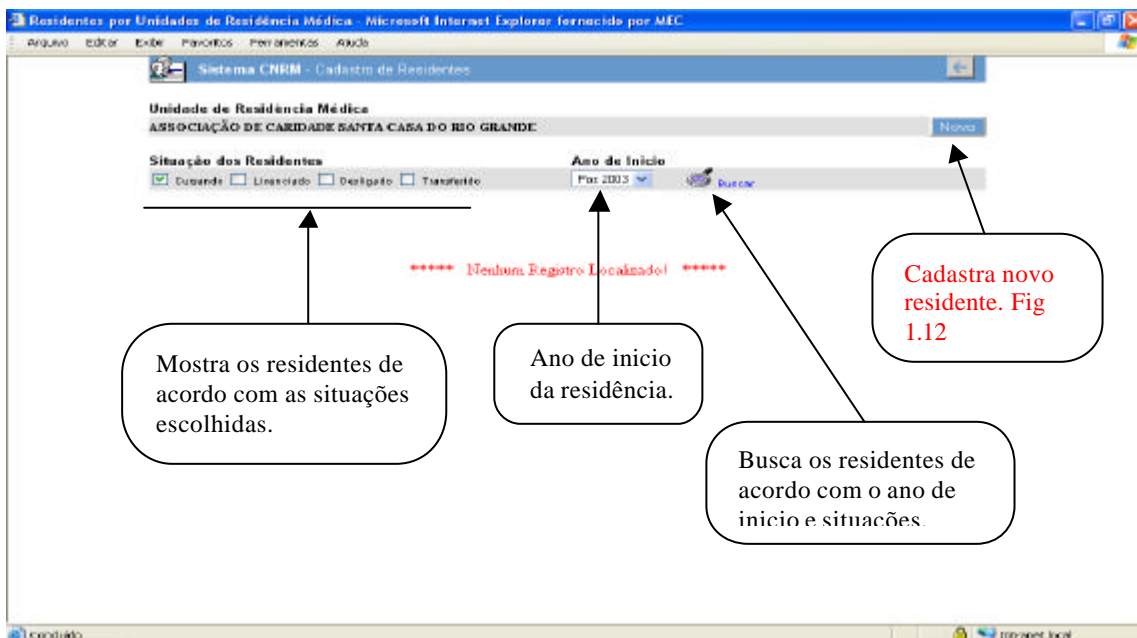 Residentes por Unidades de Residência Médica - Microsoft Internet Explorer fornecido por MEC
Arquivo Editar Exibir Favoritos Ferramentas Ajuda
Sistema CNRM - Cadastro de Residentes
Unidade de Residência Médica
ASSOCIAÇÃO DE CARIDADE SANTA CASA DO RIO GRANDE
Novo
Situação dos Residentes Ano de Início
Cursando Licenciado Desligado Transferido 2003 Buscar
***** Nenhum Registro Localizado! *****
Cadastra novo
residente. Fig
1.12
Mostra os residentes de
acordo com as situações
escolhidas.
Ano de inicio
da residência.
Busca os residentes de
acordo com o ano de
inicio e situações.
Concluído local